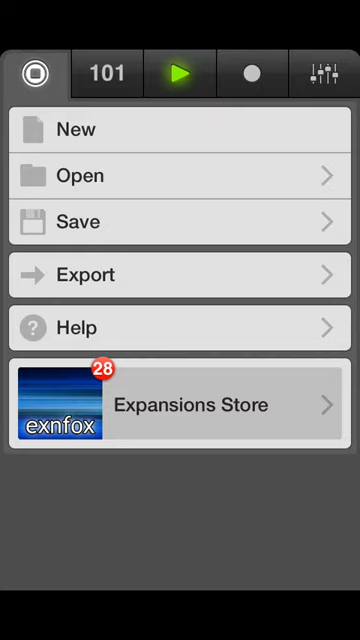 101
New
Open
Save
Export
Help
28
exnfox
Expansions Store